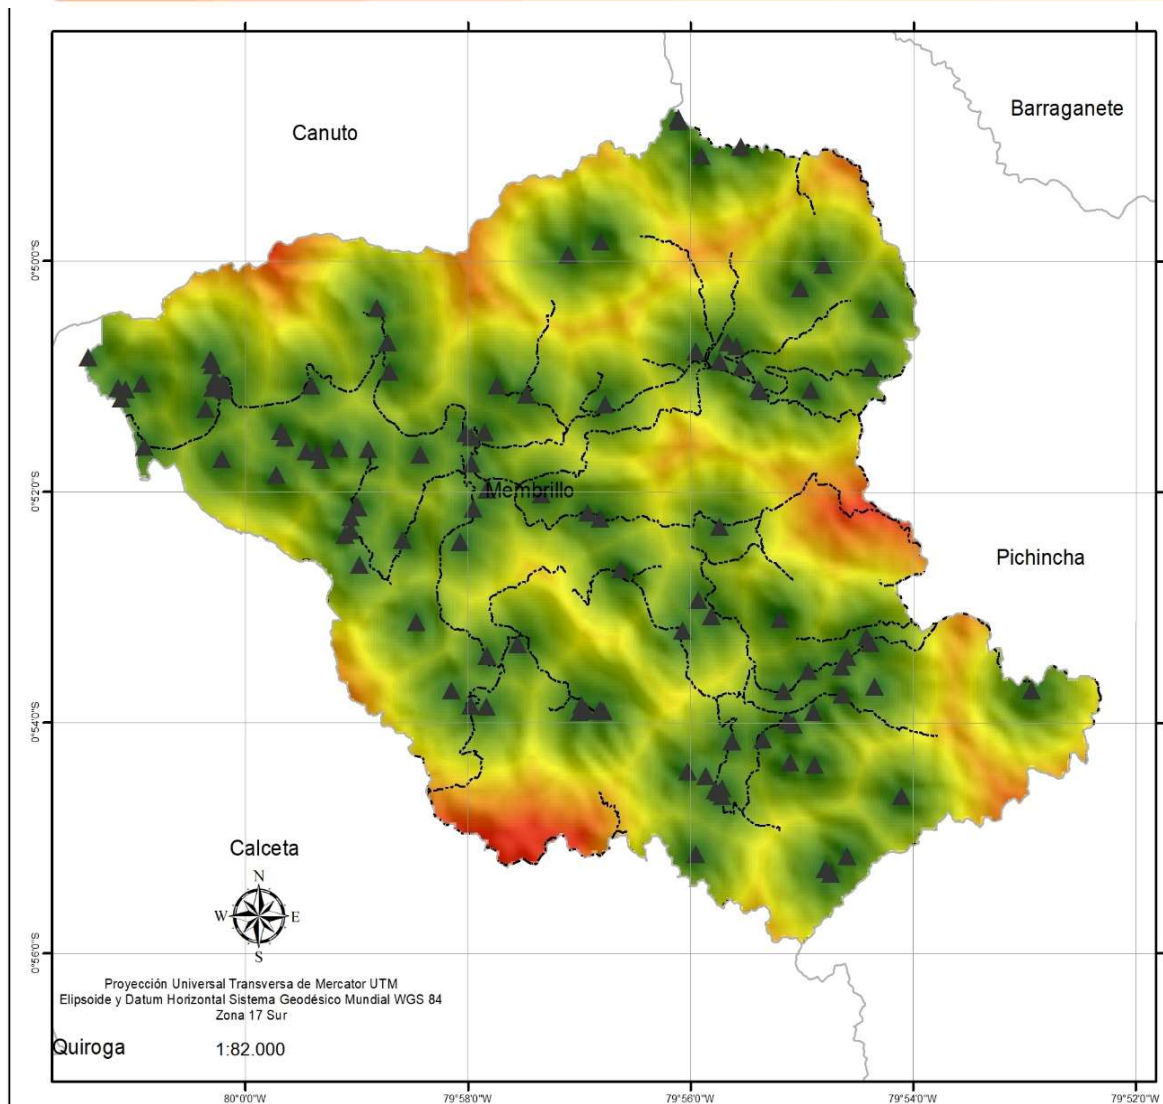 Barraganete
Canuto
0°50'0"S
0°52'0"S
Membrillo
Pichincha
0°54'0"S
Calceta
N
W
E
S
0°56'0"S
Proyección Universal Transversa de Mercator UTM
Elipsoide y Datum Horizontal Sistema Geodésico Mundial WGS 84
Zona 17 Sur
Quiroga
1:82.000
80°0'0"W
79°58'0"W
79°56'0"W
79°54'0"W
79°52'0"W